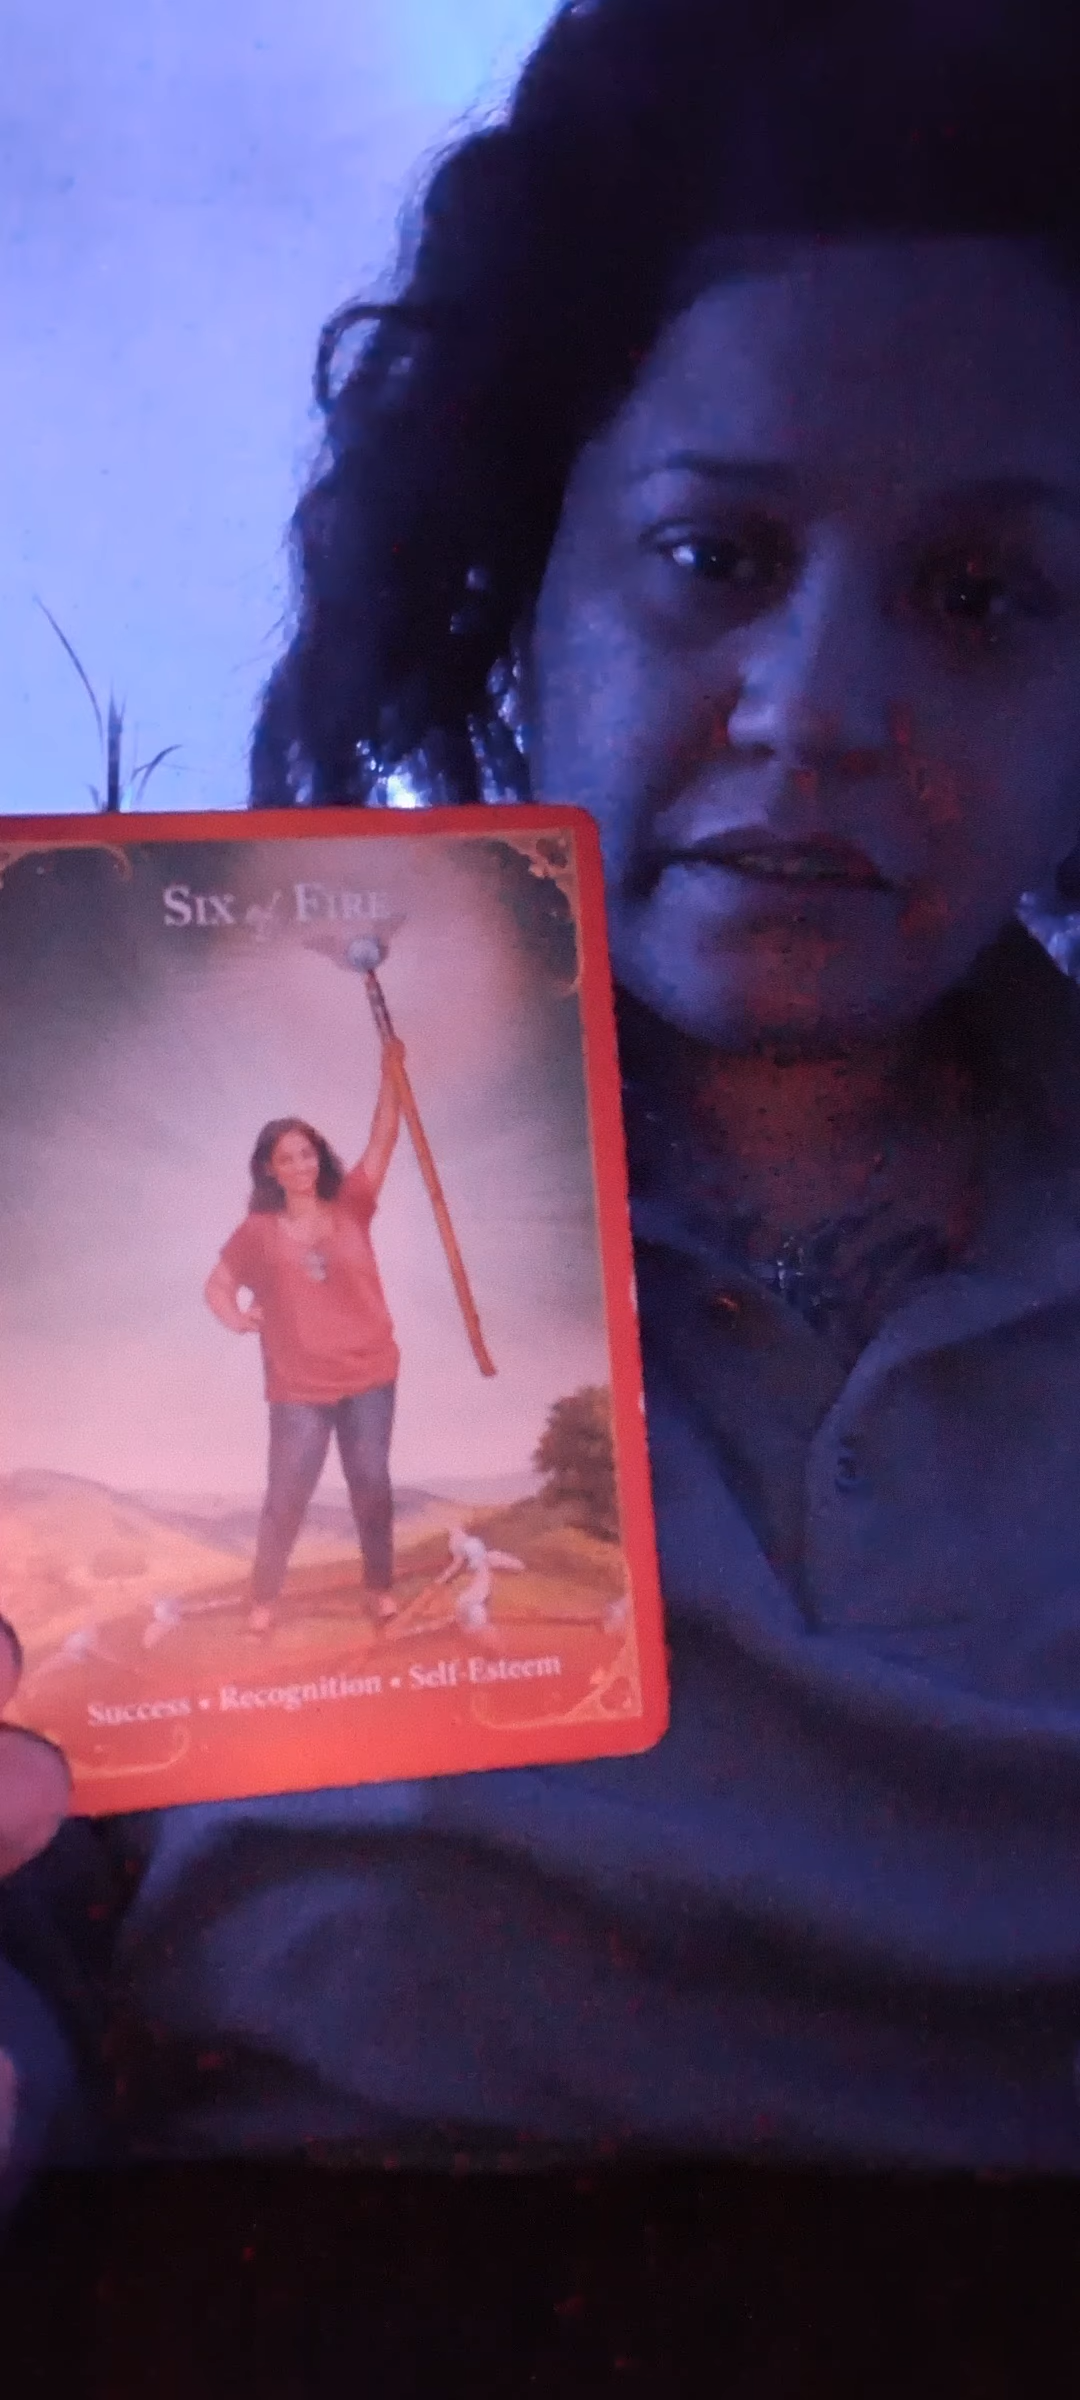 Six of Fire
Success • Recognition • Self-Esteem